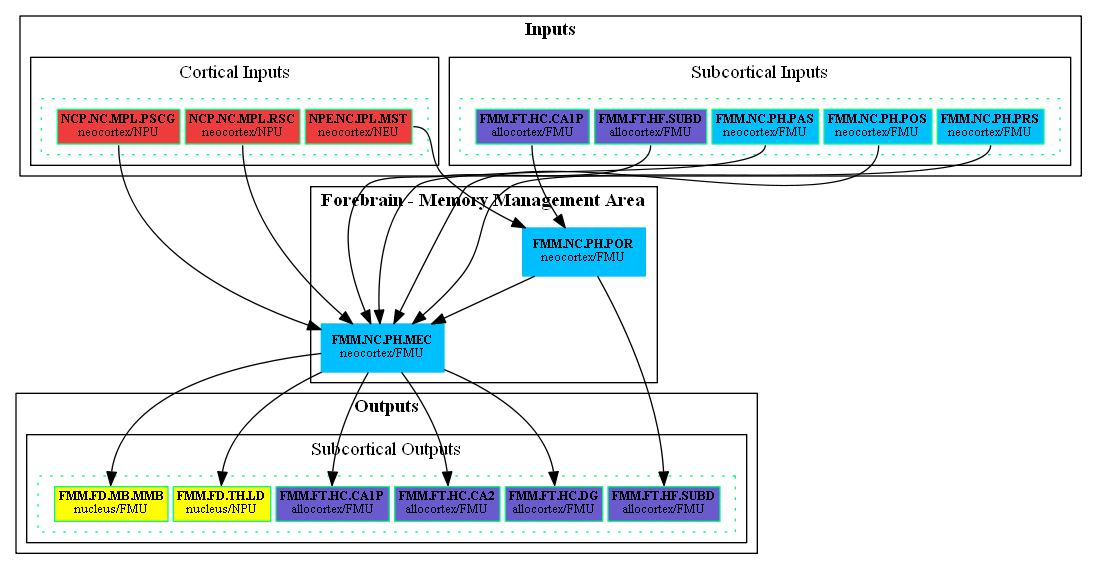 Inputs
Cortical Inputs
Subcortical Inputs
NCP.NC.MPL.PSCG
neocortex/NPU
NCP.NC.MPL.RSC
neocortex/NPU
NPE.NC.IPL.MST
neocortex/NEU
FMM.FT.HC.CA1P
allocortex/FMU
FMM.FT.HF.SUBD
allocortex/FMU
FMM.NC.PH.PAS
neocortex/FMU
FMM.NC.PH.POS
neocortex/FMU
FMM.NC.PH.PRS
neocortex/FMU
Forebrain - Memory Management Area
FMM.NC.PH.POR
neocortex/FMU
FMM.NC.PH.MEC
neocortex/FMU
Outputs
Subcortical Outputs
FMM.FD.MB.MMB
nucleus/FMU
FMM.FD.TH.LD
nucleus/NPU
FMM.FT.HC.CA1P
allocortex/FMU
FMM.FT.HC.CA2
allocortex/FMU
FMM.FT.HC.DG
allocortex/FMU
FMM.FT.HF.SUBD
allocortex/FMU